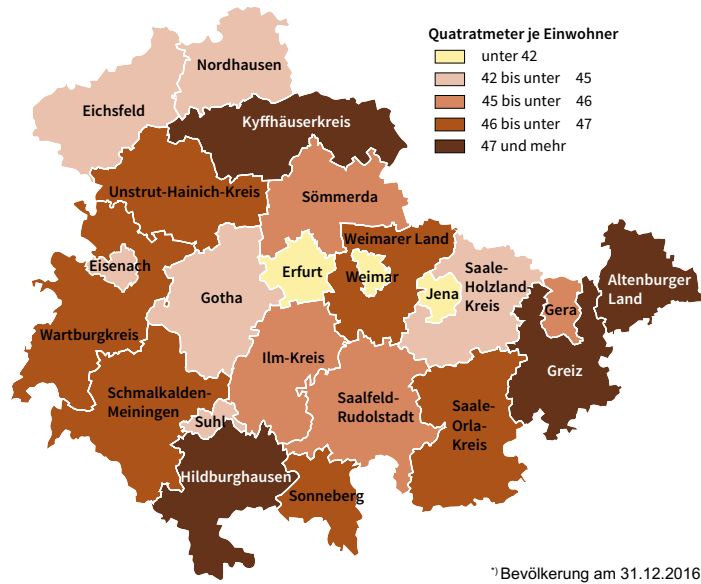 Quatratmeter je Einwohner
unter 42
42 bis unter 45
45 bis unter 46
46 bis unter 47
47 und mehr
Nordhausen
Eichsfeld
Kyffhäuserkreis
Unstrut-Hainich-Kreis
Sömmerda
Weimarer Land
Eisenach
Erfurt
Weimar
Saale-
Holzland-
Kreis
Jena
Gotha
Gera
Altenburger
Land
Wartburgkreis
Ilm-Kreis
Greiz
Schmalkalden-
Meiningen
Saalfeld-
Rudolstadt
Saale-
Orla-
Kreis
Suhl
Hildburghausen
Sonneberg
*) Bevölkerung am 31.12.2016